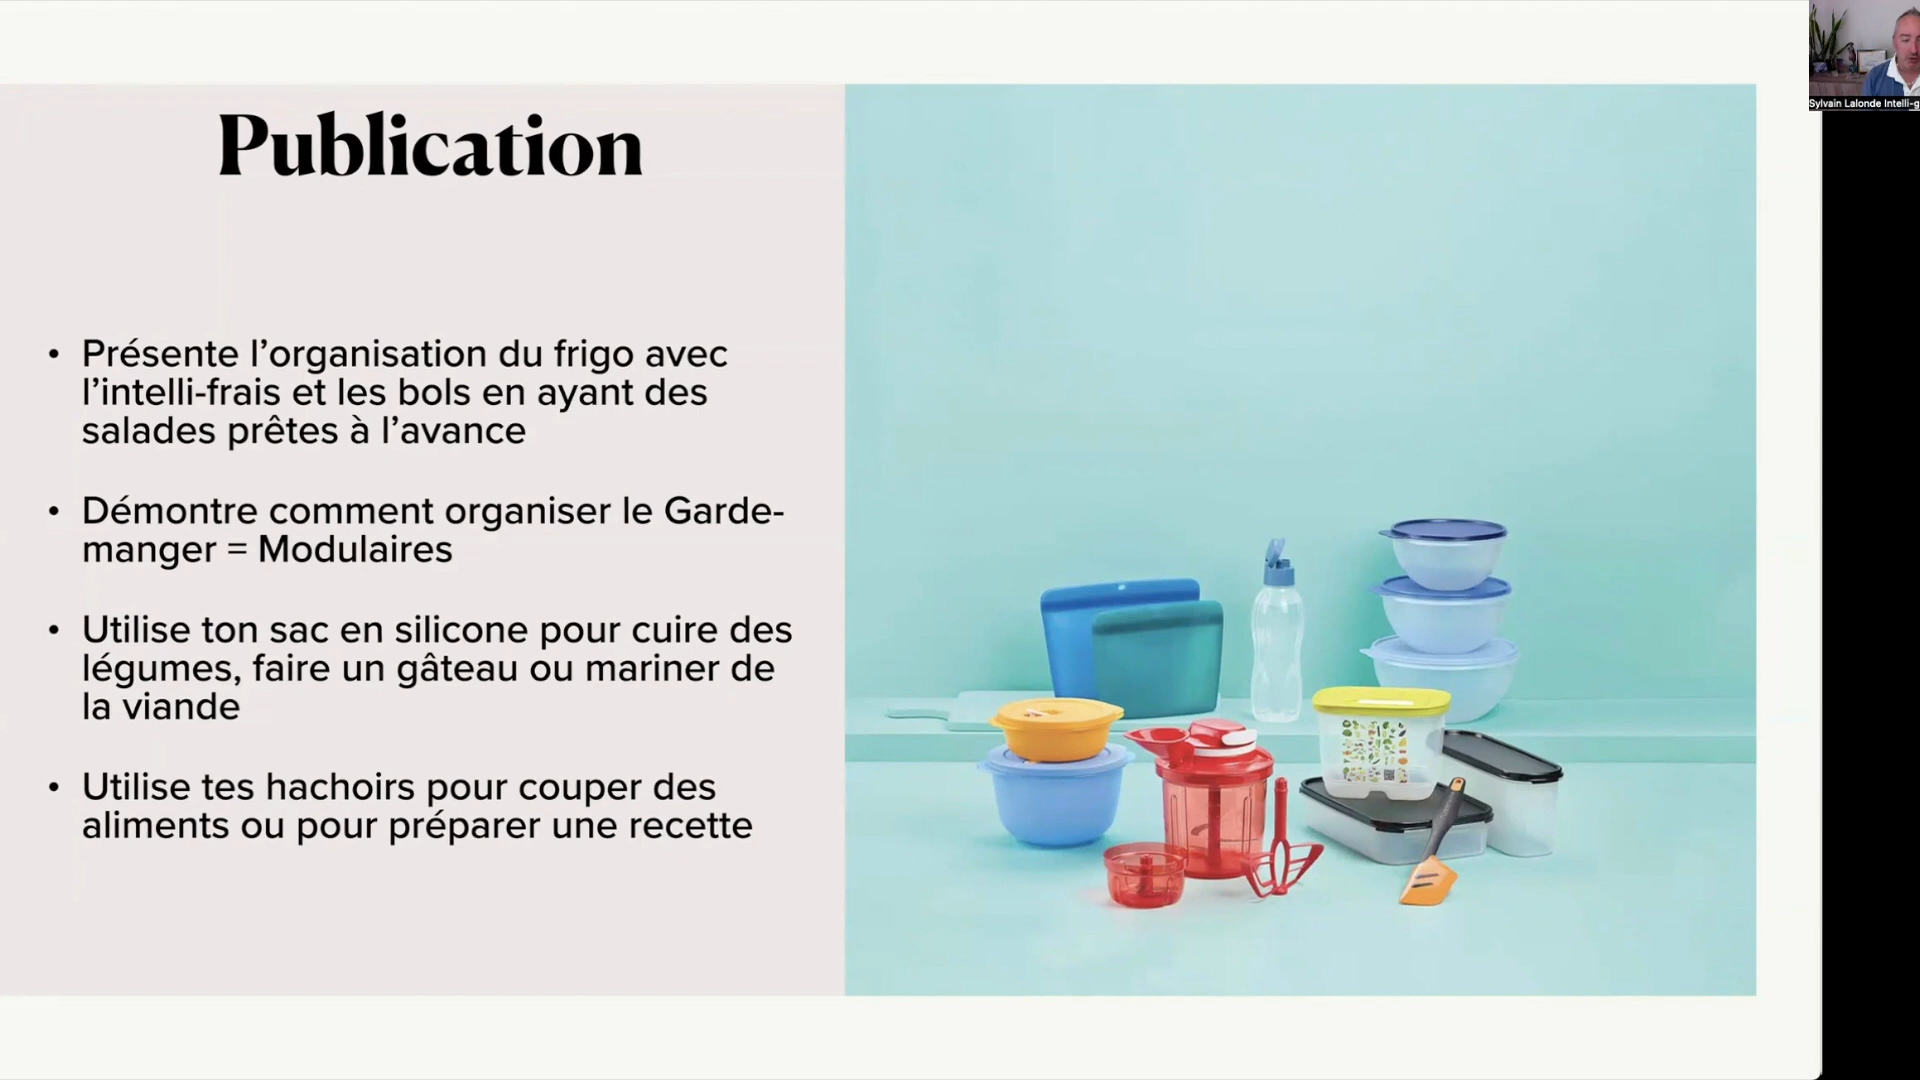 Sylvain Lalonde Intelli-g
Publication
• Présente l’organisation du frigo avec
l’intelli-frais et les bols en ayant des
salades prêtes à l’avance
• Démontre comment organiser le Garde-
manger = Modulaires
• Utilise ton sac en silicone pour cuire des
légumes, faire un gâteau ou mariner de
la viande
• Utilise tes hachoirs pour couper des
aliments ou pour préparer une recette